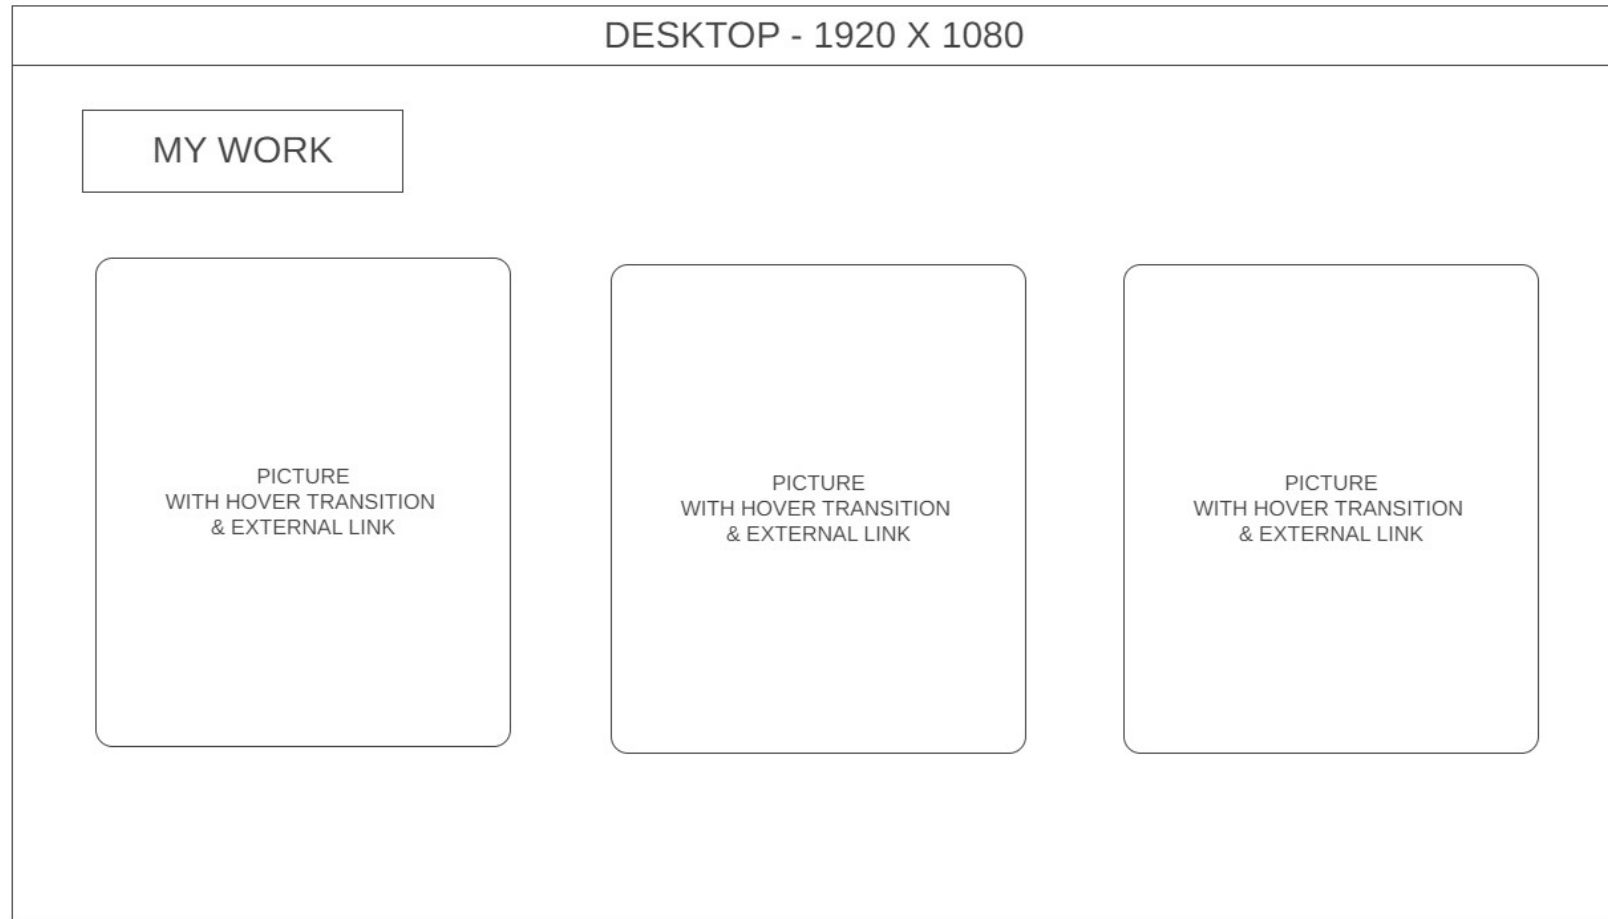 DESKTOP - 1920 X 1080
MY WORK
PICTURE
WITH HOVER TRANSITION
& EXTERNAL LINK
PICTURE
WITH HOVER TRANSITION
& EXTERNAL LINK
PICTURE
WITH HOVER TRANSITION
& EXTERNAL LINK